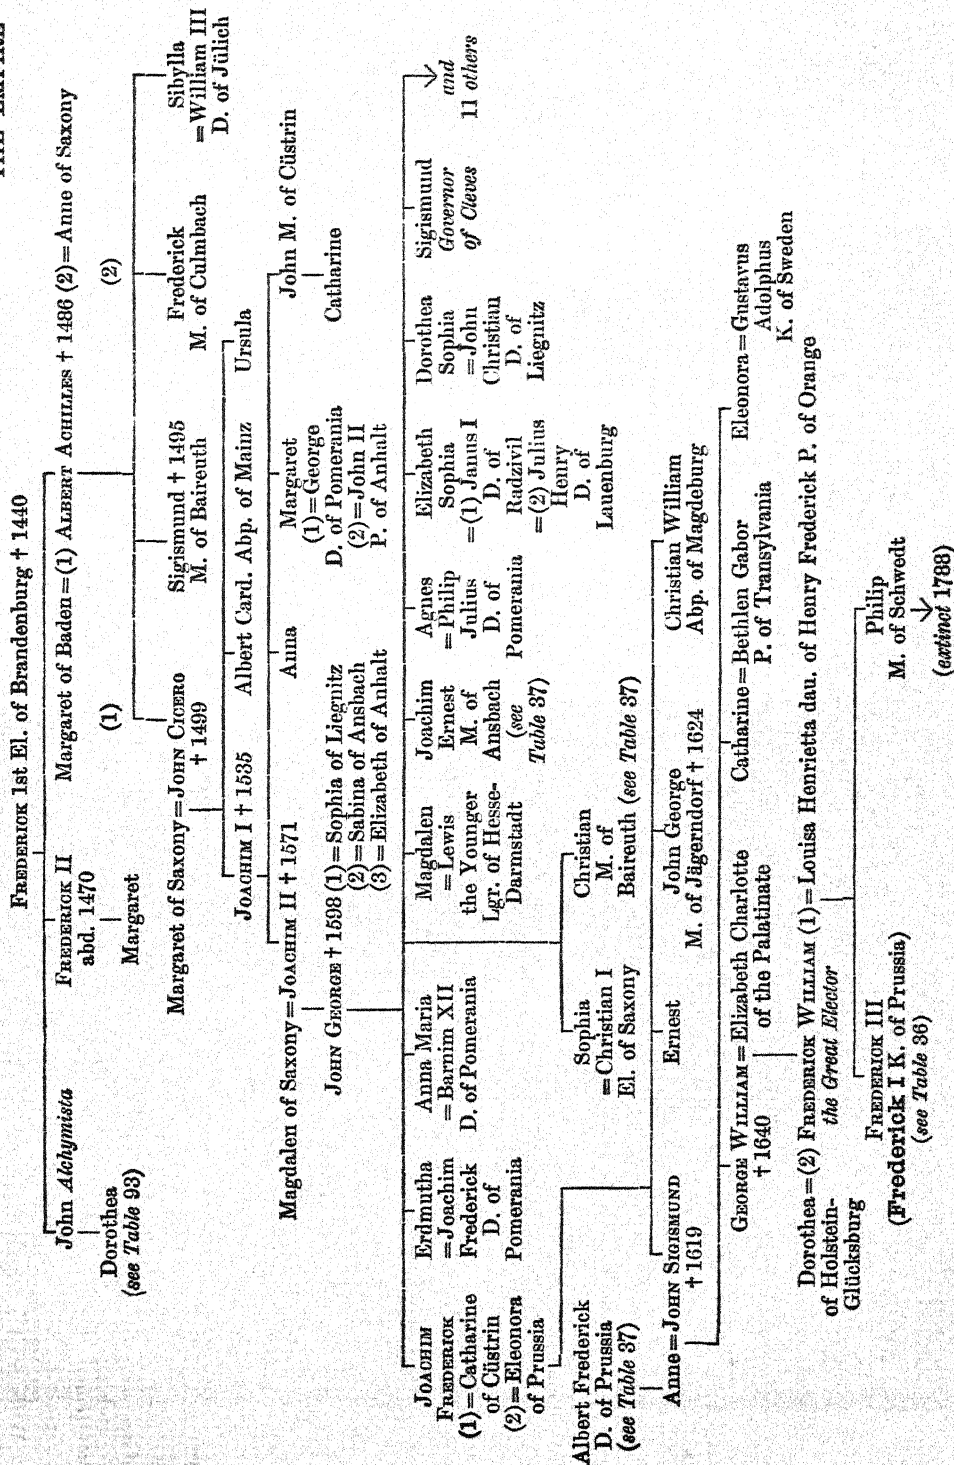 FREDERICK 1st El. of Brandenburg † 1440
John Alchymista
Dorothea
(see Table 93)
FREDERICK II
abd. 1470
Margaret
Margaret of Baden=(1) ALBERT ACHILLES † 1486 (2)=Anne of Saxony
(1)
(2)
Margaret of Saxony=JOHN CICERO
† 1499
Sigismund † 1495
M. of Baireuth
Frederick
M. of Culmbach
Sibylla
=William III
D. of Jülich
JOACHIM I † 1535
Albert Card. Abp. of Mainz
Ursula
Magdalen of Saxony=JOACHIM II † 1571
Anna
Margaret
(1)=George
D. of Pomerania
(2)=John II
P. of Anhalt
John M. of Cüstrin
Catharine
JOHN GEORGE † 1598 (1)=Sophia of Liegnitz
(2)=Sabina of Ansbach
(3)=Elizabeth of Anhalt
JOACHIM
FREDERICK
(1)=Catharine
of Cüstrin
(2)=Eleonora
of Prussia
Erdmutha
=Joachim
Frederick
D. of
Pomerania
Anna Maria
=Barnim XII
D. of Pomerania
Magdalen
=Lewis
the Younger
Lgr. of Hesse-
Darmstadt
Joachim
Ernest
M. of
Ansbach
(see
Table 37)
Agnes
=Philip
Julius
D. of
Pomerania
Elizabeth
Sophia
=(1) Janus I
D. of
Radzivil
=(2) Julius
Henry
D. of
Lauenburg
Dorothea
Sophia
=John
Christian
D. of
Liegnitz
Sigismund
Governor
of Cleves
and
11 others
Sophia
=Christian I
El. of Saxony
Christian
M. of
Baireuth (see Table 37)
Albert Frederick
D. of Prussia
(see Table 37)
Anne=JOHN SIGISMUND
† 1619
Ernest
John George
M. of Jägerndorf † 1624
Christian William
Abp. of Magdeburg
GEORGE WILLIAM=Elizabeth Charlotte
† 1640
of the Palatinate
Catharine=Bethlen Gabor
P. of Transylvania
Eleonora=Gustavus
Adolphus
K. of Sweden
Dorothea=(2) FREDERICK WILLIAM (1)=Louisa Henrietta dau. of Henry Frederick P. of Orange
of Holstein-
Glücksburg
the Great Elector
FREDERICK III
(Frederick I K. of Prussia)
(see Table 36)
Philip
M. of Schwedt
(extinct 1788)